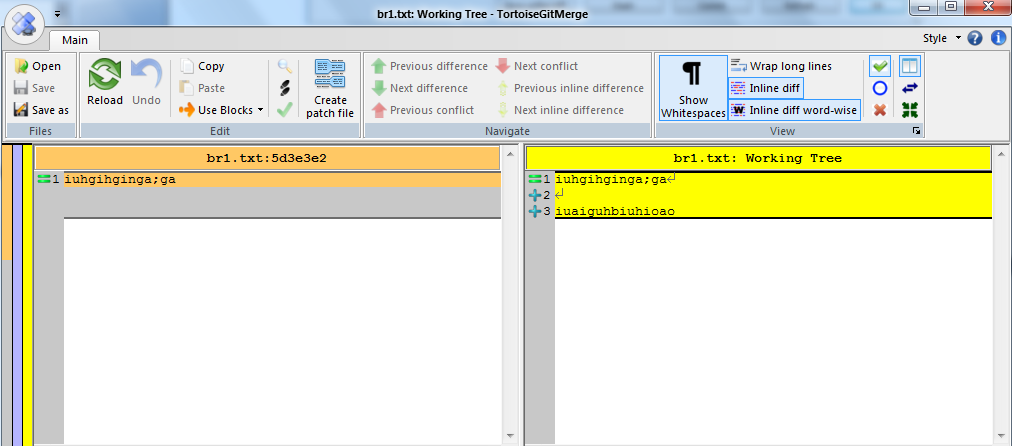 br1.txt: Working Tree - TortoiseGitMerge
Main
Style
Open
Save
Save as
Files
Reload
Undo
Copy
Paste
Use Blocks
Create
patch file
Edit
Previous difference
Next difference
Previous conflict
Next conflict
Previous inline difference
Next inline difference
Navigate
Show
Whitespaces
Wrap long lines
Inline diff
Inline diff word-wise
View
br1.txt:5d3e3e2
1 iuhgihginga;ga
br1.txt: Working Tree
1 iuhgihginga;ga
2
3 iuaiguhbiuhioao